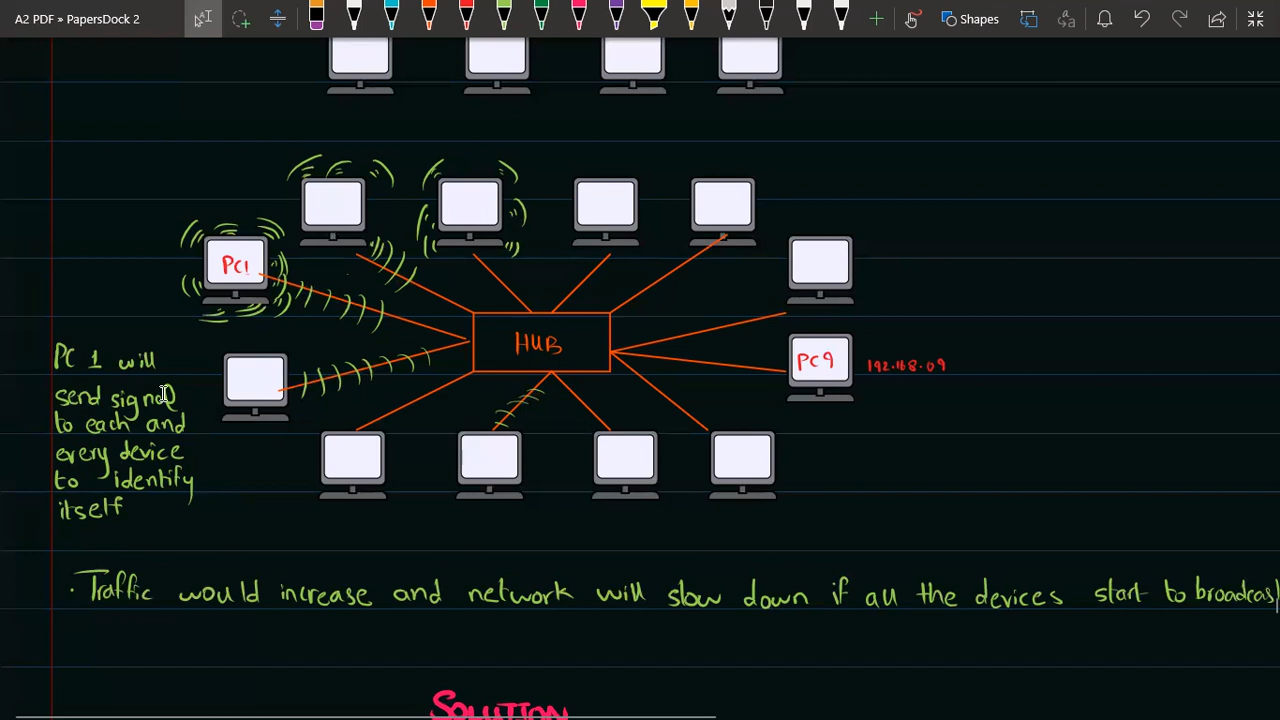 A2 PDF » PapersDock 2
Shapes
PC1
HUB
PC9
192.168.09
PC 1 will
send signal
to each and
every device
to identify
itself
· Traffic would increase and network will slow down if all the devices start to broadcast
SOLUTION